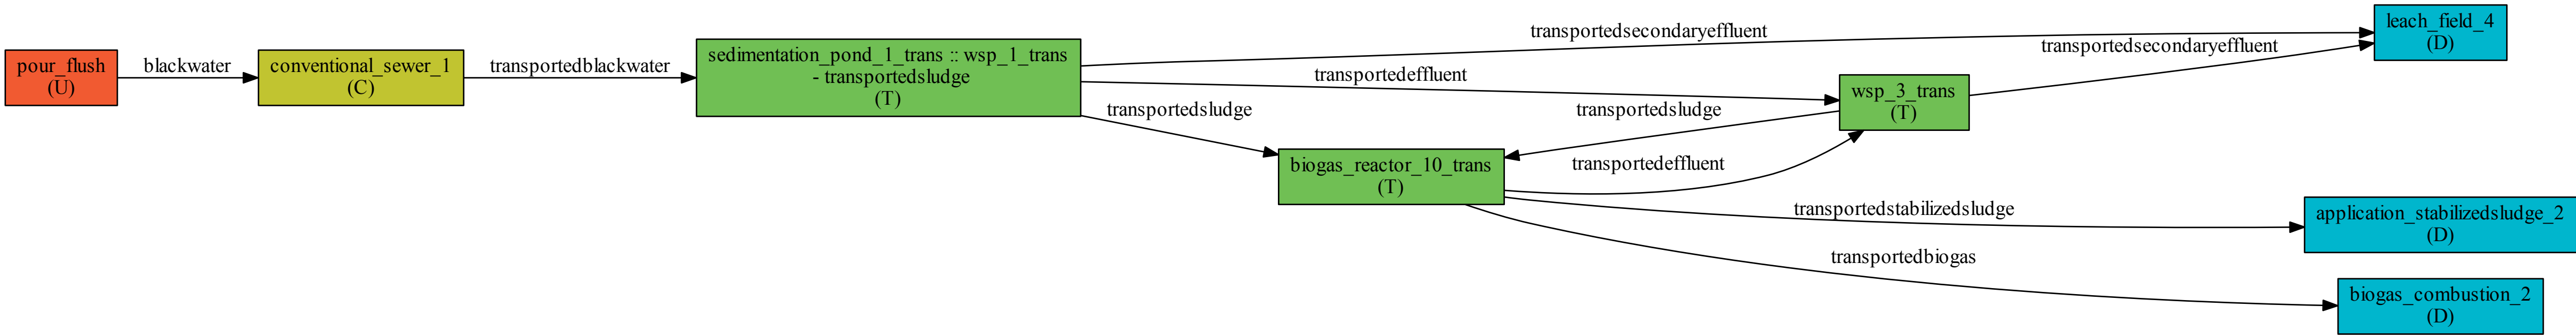 pour_flush
(U)
blackwater
conventional_sewer_1
(C)
transportedblackwater
sedimentation_pond_1_trans :: wsp_1_trans
- transportedsludge
(T)
transportedsecondaryeffluent
transportedeffluent
transportedsludge
biogas_reactor_10_trans
(T)
transportedsludge
transportedeffluent
wsp_3_trans
(T)
transportedsecondaryeffluent
transportedstabilizedsludge
transportedbiogas
leach_field_4
(D)
application_stabilizedsludge_2
(D)
biogas_combustion_2
(D)